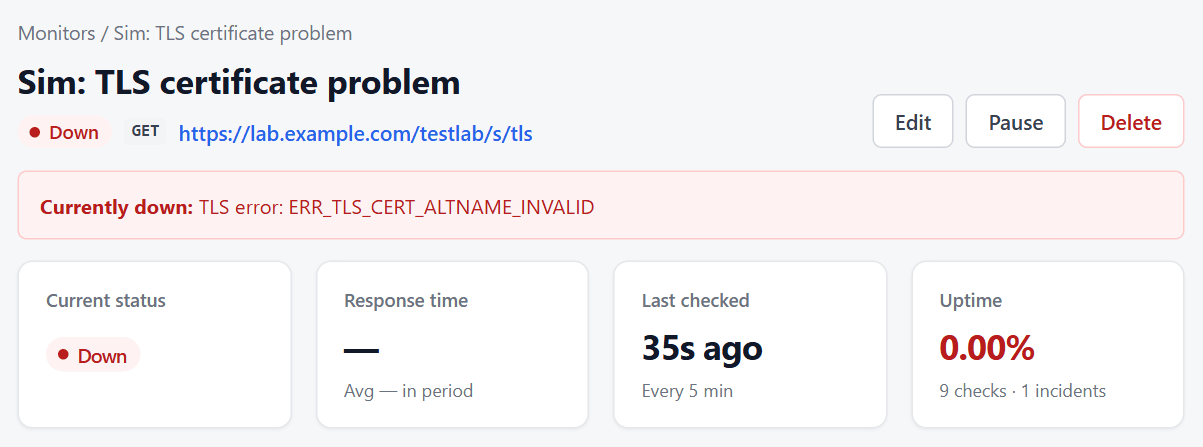 Monitors / Sim: TLS certificate problem
Sim: TLS certificate problem
Down GET https://lab.example.com/testlab/s/tls
Edit Pause Delete
Currently down: TLS error: ERR_TLS_CERT_ALTNAME_INVALID
Current status
Down
Response time
—
Avg — in period
Last checked
35s ago
Every 5 min
Uptime
0.00%
9 checks · 1 incidents